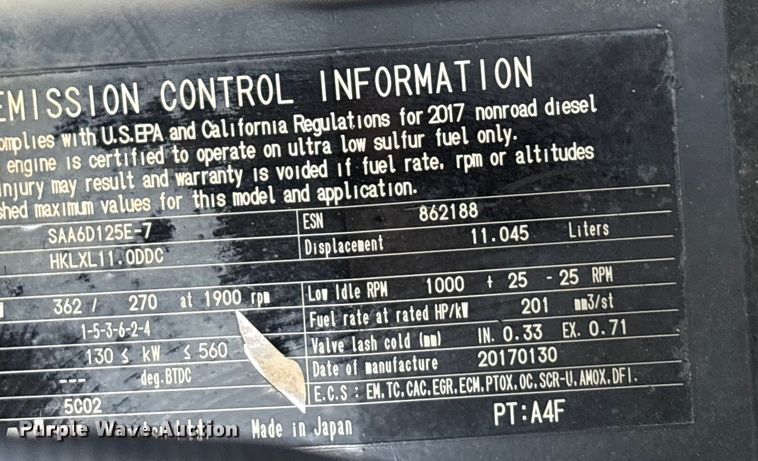 EMISSION CONTROL INFORMATION
omplies with U.S.EPA and California Regulations for 2017 nonroad diesel
engine is certified to operate on ultra low sulfur fuel only.
injury may result and warranty is voided if fuel rate, rpm or altitudes
shed maximum values for this model and application.
SAA6D125E-7 ESN 862188
HKLXL11.0DDC Displacement 11.045 Liters
362 / 270 at 1900 rpm Low Idle RPM 1000 + 25 - 25 RPM
1-5-3-6-2-4 Fuel rate at rated HP/kW 201 mm3/st
130 ≤ kW ≤ 560 Valve lash cold (mm) IN. 0.33 EX. 0.71
--- deg.BTDC Date of manufacture 20170130
5C02 E.C.S : EM,TC,CAC,EGR,ECM,PTOX,OC,SCR-U,AMOX,DFI.
Made in Japan PT:A4F
Purple Wave Auction